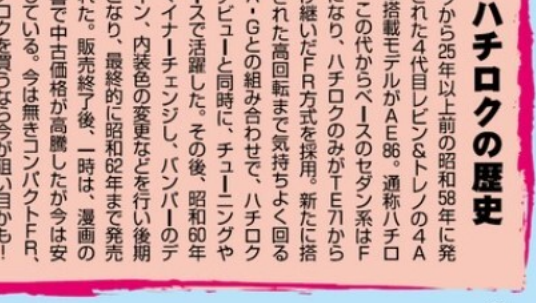 ハチロクの歴史
から25年以上前の昭和58年に発
された4代目レビン&トレノの4A
搭載モデルがAE86。通称ハチロ
この代からベースのセダン系はF
になり、ハチロクのみがTE71から
継いだFR方式を採用。新たに搭
された高回転まで気持ちよく回る
・Gとの組み合わせで、ハチロク
ビューと同時に、チューニングや
スで活躍した。その後、昭和60年
イナーチェンジし、バンパーのデ
ン、内装色の変更などを行い後期
となり、最終的に昭和62年まで発売
れた。販売終了後、一時は、漫画の
響で中古価格が高騰したが今は安
している。今は無きコンパクトFR、
ロクを買うなら今が狙い目かも!